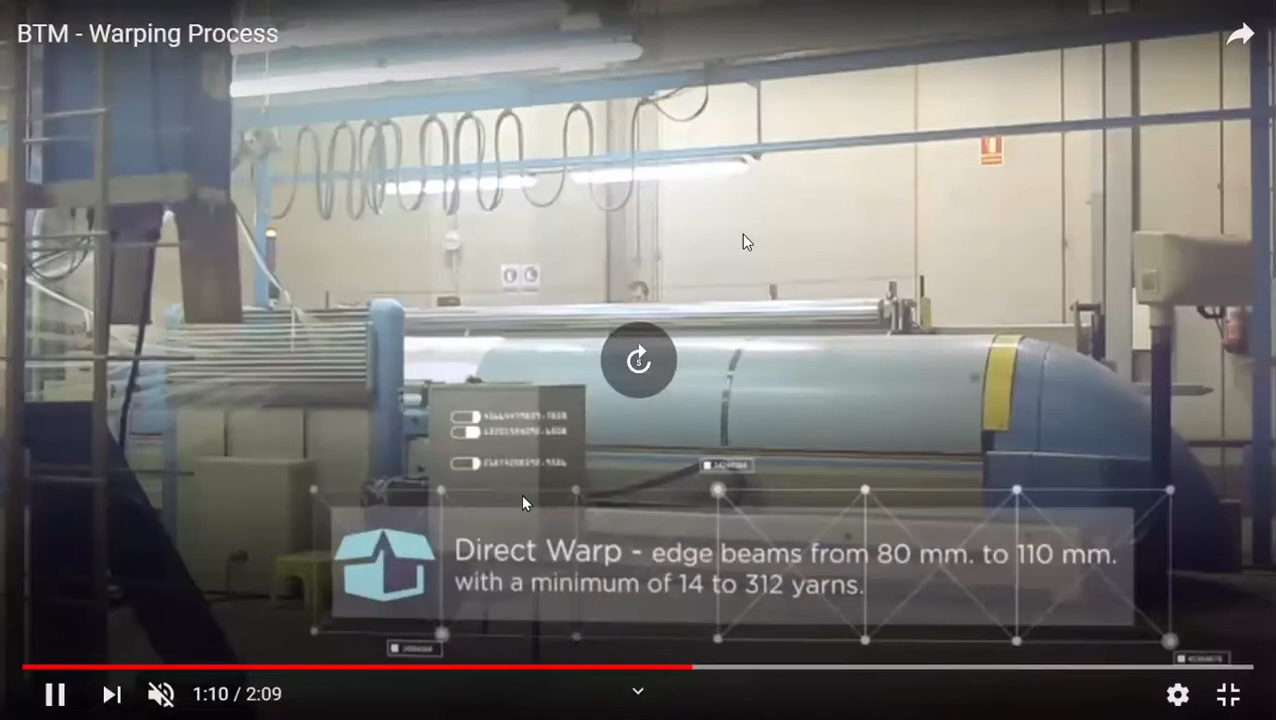 BTM - Warping Process
5
Direct Warp - edge beams from 80 mm. to 110 mm.
with a minimum of 14 to 312 yarns.
1:10 / 2:09